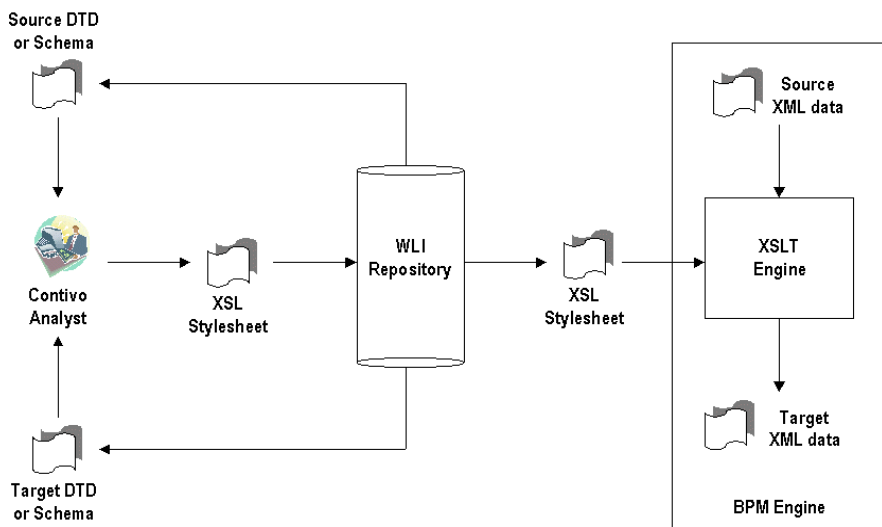 Source DTD
or Schema
Source
XML data
WLI
Repository
XSLT
Engine
Contivo
Analyst
XSL
Stylesheet
XSL
Stylesheet
Target
XML data
Target DTD
or Schema
BPM Engine